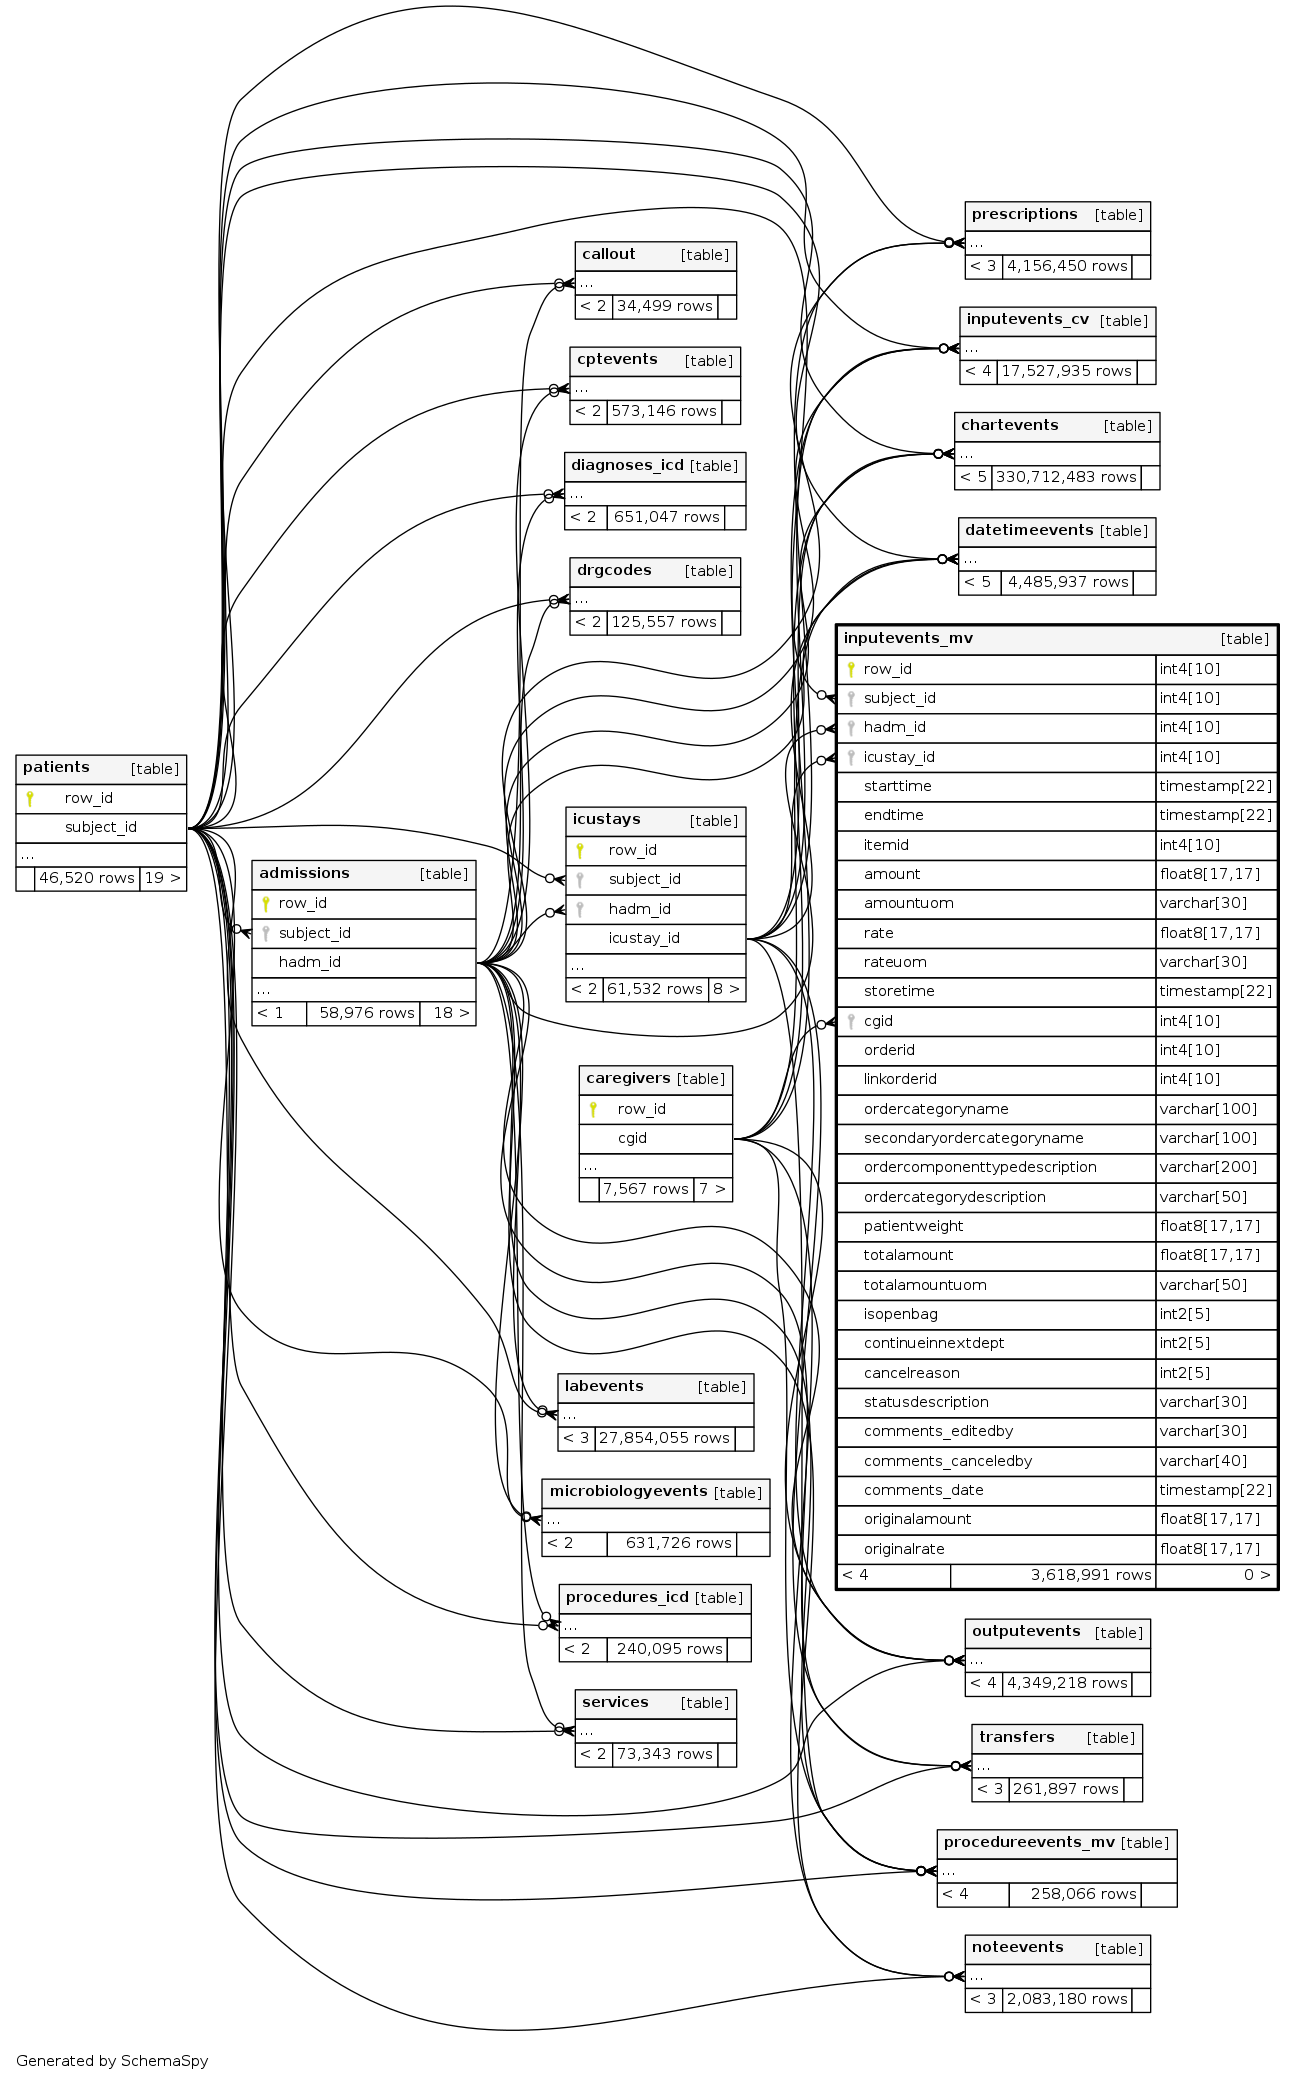 prescriptions [table]
...
< 3 4,156,450 rows
callout [table]
...
< 2 34,499 rows
inputevents_cv [table]
...
< 4 17,527,935 rows
cptevents [table]
...
< 2 573,146 rows
chartevents [table]
...
< 5 330,712,483 rows
diagnoses_icd [table]
...
< 2 651,047 rows
datetimeevents [table]
...
< 5 4,485,937 rows
drgcodes [table]
...
< 2 125,557 rows
inputevents_mv [table]
row_id int4[10]
subject_id int4[10]
hadm_id int4[10]
icustay_id int4[10]
starttime timestamp[22]
endtime timestamp[22]
itemid int4[10]
amount float8[17,17]
amountuom varchar[30]
rate float8[17,17]
rateuom varchar[30]
storetime timestamp[22]
cgid int4[10]
orderid int4[10]
linkorderid int4[10]
ordercategoryname varchar[100]
secondaryordercategoryname varchar[100]
ordercomponenttypedescription varchar[200]
ordercategorydescription varchar[50]
patientweight float8[17,17]
totalamount float8[17,17]
totalamountuom varchar[50]
isopenbag int2[5]
continueinnextdept int2[5]
cancelreason int2[5]
statusdescription varchar[30]
comments_editedby varchar[30]
comments_canceledby varchar[40]
comments_date timestamp[22]
originalamount float8[17,17]
originalrate float8[17,17]
< 4 3,618,991 rows 0 >
patients [table]
row_id
subject_id
...
46,520 rows 19 >
admissions [table]
row_id
subject_id
hadm_id
...
< 1 58,976 rows 18 >
icustays [table]
row_id
subject_id
hadm_id
icustay_id
...
< 2 61,532 rows 8 >
caregivers [table]
row_id
cgid
...
7,567 rows 7 >
labevents [table]
...
< 3 27,854,055 rows
microbiologyevents [table]
...
< 2 631,726 rows
procedures_icd [table]
...
< 2 240,095 rows
outputevents [table]
...
< 4 4,349,218 rows
services [table]
...
< 2 73,343 rows
transfers [table]
...
< 3 261,897 rows
procedureevents_mv [table]
...
< 4 258,066 rows
noteevents [table]
...
< 3 2,083,180 rows
Generated by SchemaSpy